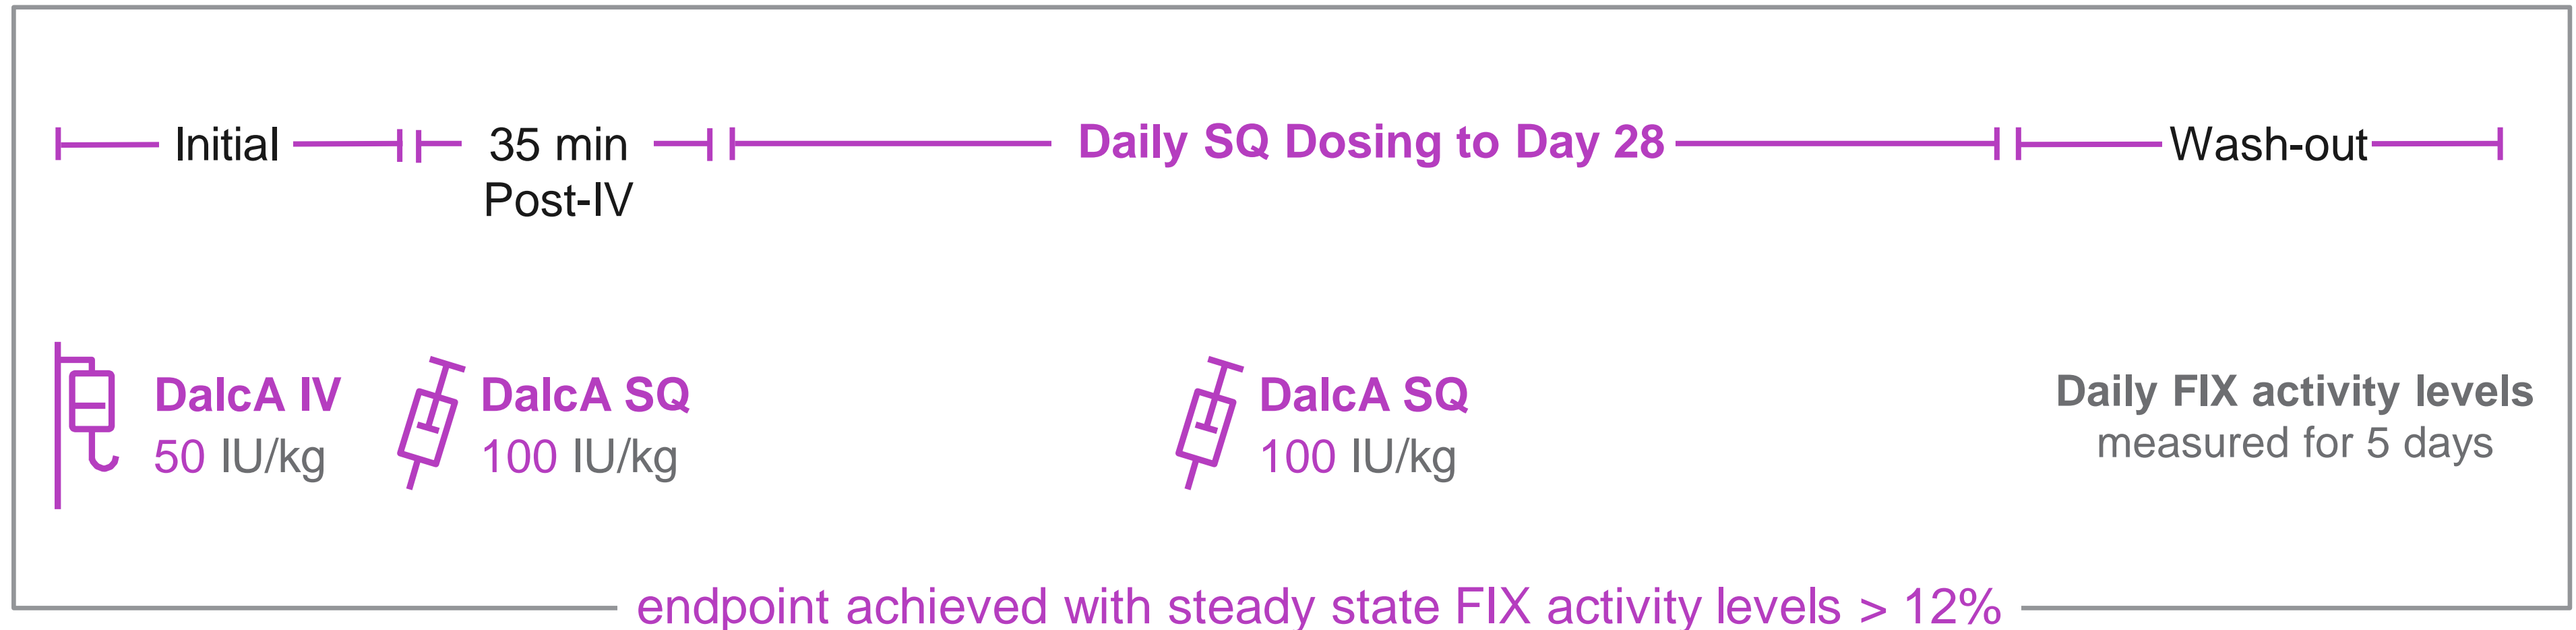 Initial
35 min
Post-IV
Daily SQ Dosing to Day 28
Wash-out
DalcA IV
50 IU/kg
DalcA SQ
100 IU/kg
DalcA SQ
100 IU/kg
Daily FIX activity levels
measured for 5 days
endpoint achieved with steady state FIX activity levels > 12%